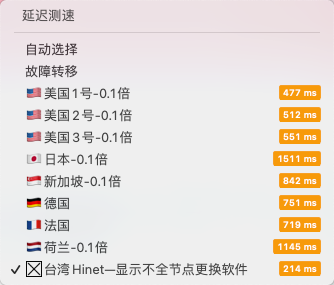 延迟测速
自动选择
故障转移
🇺🇸 美国1号-0.1倍 477 ms
🇺🇸 美国2号-0.1倍 512 ms
🇺🇸 美国3号-0.1倍 551 ms
🇯🇵 日本-0.1倍 1511 ms
🇸🇬 新加坡-0.1倍 842 ms
🇩🇪 德国 751 ms
🇫🇷 法国 719 ms
🇳🇱 荷兰-0.1倍 1145 ms
台湾Hinet—显示不全节点更换软件 214 ms